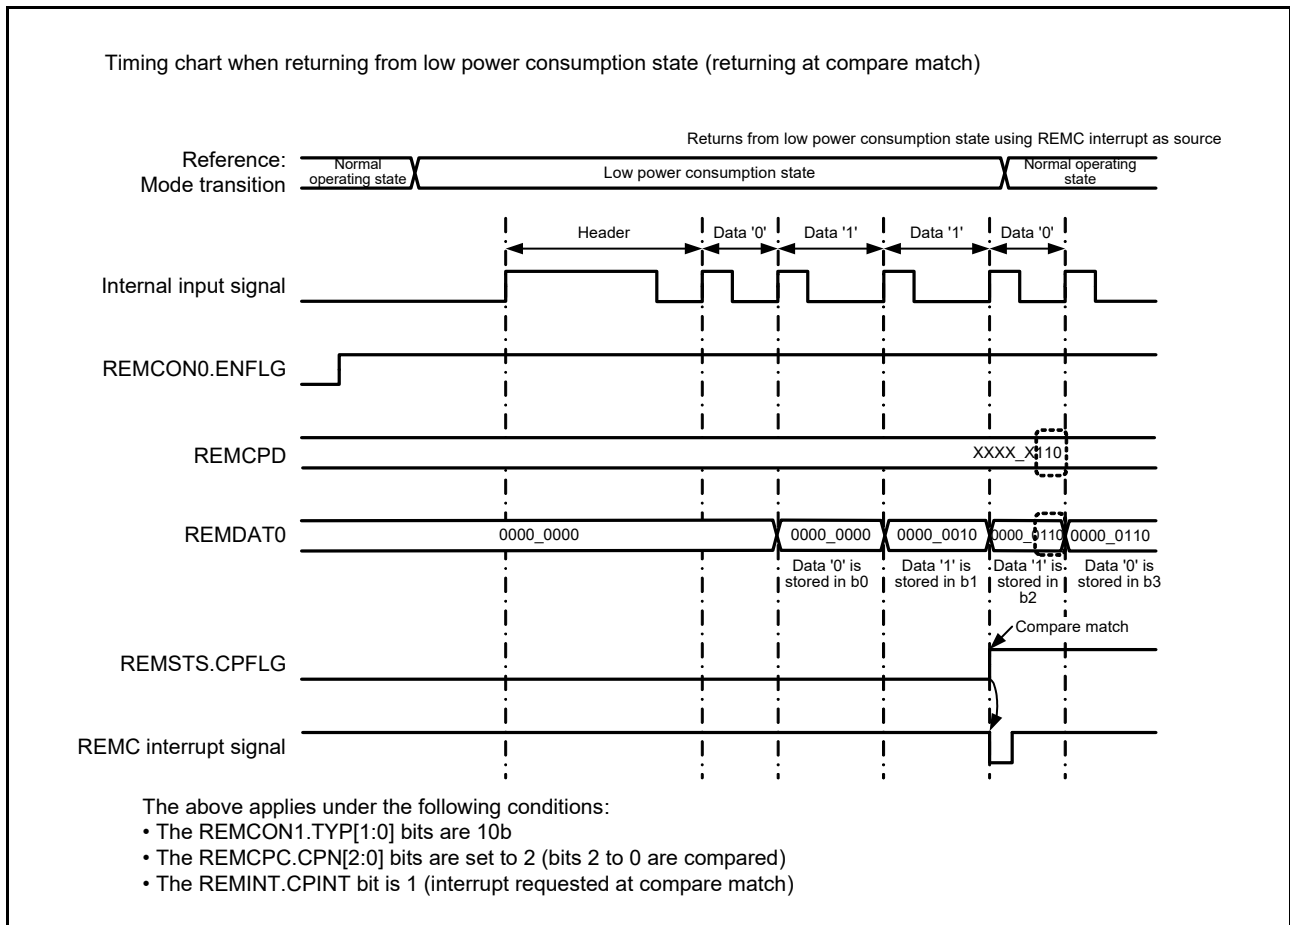 Timing chart when returning from low power consumption state (returning at compare match)
Returns from low power consumption state using REMC interrupt as source
Reference:
Mode transition
Normal
operating state
Low power consumption state
Normal operating
state
Header
Data '0'
Data '1'
Data '1'
Data '0'
Internal input signal
REMCON0.ENFLG
REMCPD
XXXX_X110
REMDAT0
0000_0000
0000_0000
0000_0010
0000_0110
0000_0110
Data '0' is
stored in b0
Data '1' is
stored in b1
Data '1' is
stored in
b2
Data '0' is
stored in b3
Compare match
REMSTS.CPFLG
REMC interrupt signal
The above applies under the following conditions:
• The REMCON1.TYP[1:0] bits are 10b
• The REMCPC.CPN[2:0] bits are set to 2 (bits 2 to 0 are compared)
• The REMINT.CPINT bit is 1 (interrupt requested at compare match)